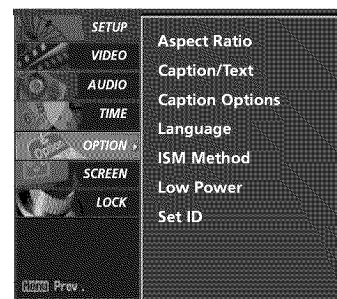 SETUP
VIDEO
AUDIO
TIME
OPTION
SCREEN
LOCK
Menu Prev.
Aspect Ratio
Caption/Text
Caption Options
Language
ISM Method
Low Power
Set ID